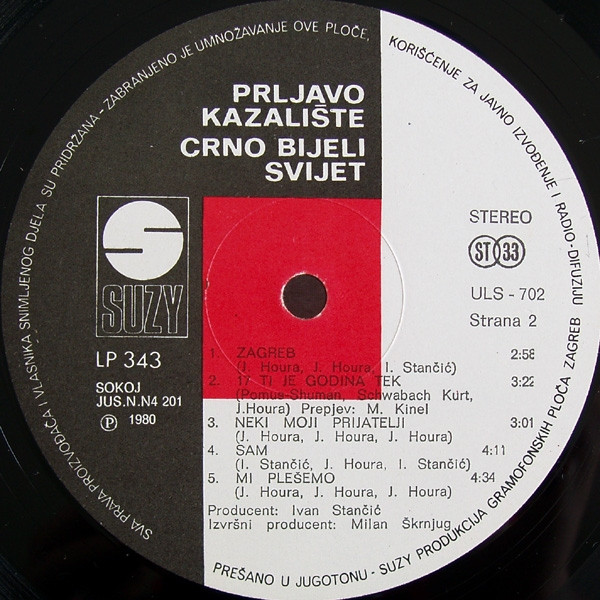 SVA PRAVA PROIZVOĐAČA I VLASNIKA SNIMLJENOG DJELA SU PRIDRŽANA - ZABRANJENO JE UMNOŽAVANJE OVE PLOČE,
KORIŠĆENJE ZA JAVNO IZVOĐENJE I RADIO-DIFUZIJU
PRLJAVO
KAZALIŠTE
CRNO BIJELI
SVIJET
SUZY
LP 343
SOKOJ
JUS.N.N4 201
Ⓟ 1980
STEREO
ST 33
ULS - 702
Strana 2
1. ZAGREB 2:58
(J. Houra, J. Houra, I. Stančić)
2. 17 TI JE GODINA TEK 3:22
(Pomus-Shuman, Schwabach Kurt,
J.Houra) Prepjev: M. Kinel
3. NEKI MOJI PRIJATELJI 3:01
(J. Houra, J. Houra, J. Houra)
4. SAM 4:11
(I. Stančić, J. Houra, I. Stančić)
5. MI PLEŠEMO 4:34
(J. Houra, J. Houra, J. Houra)
Producent: Ivan Stančić
Izvršni producent: Milan Škrnjug
PREŠANO U JUGOTONU - SUZY PRODUKCIJA GRAMOFONSKIH PLOČA ZAGREB